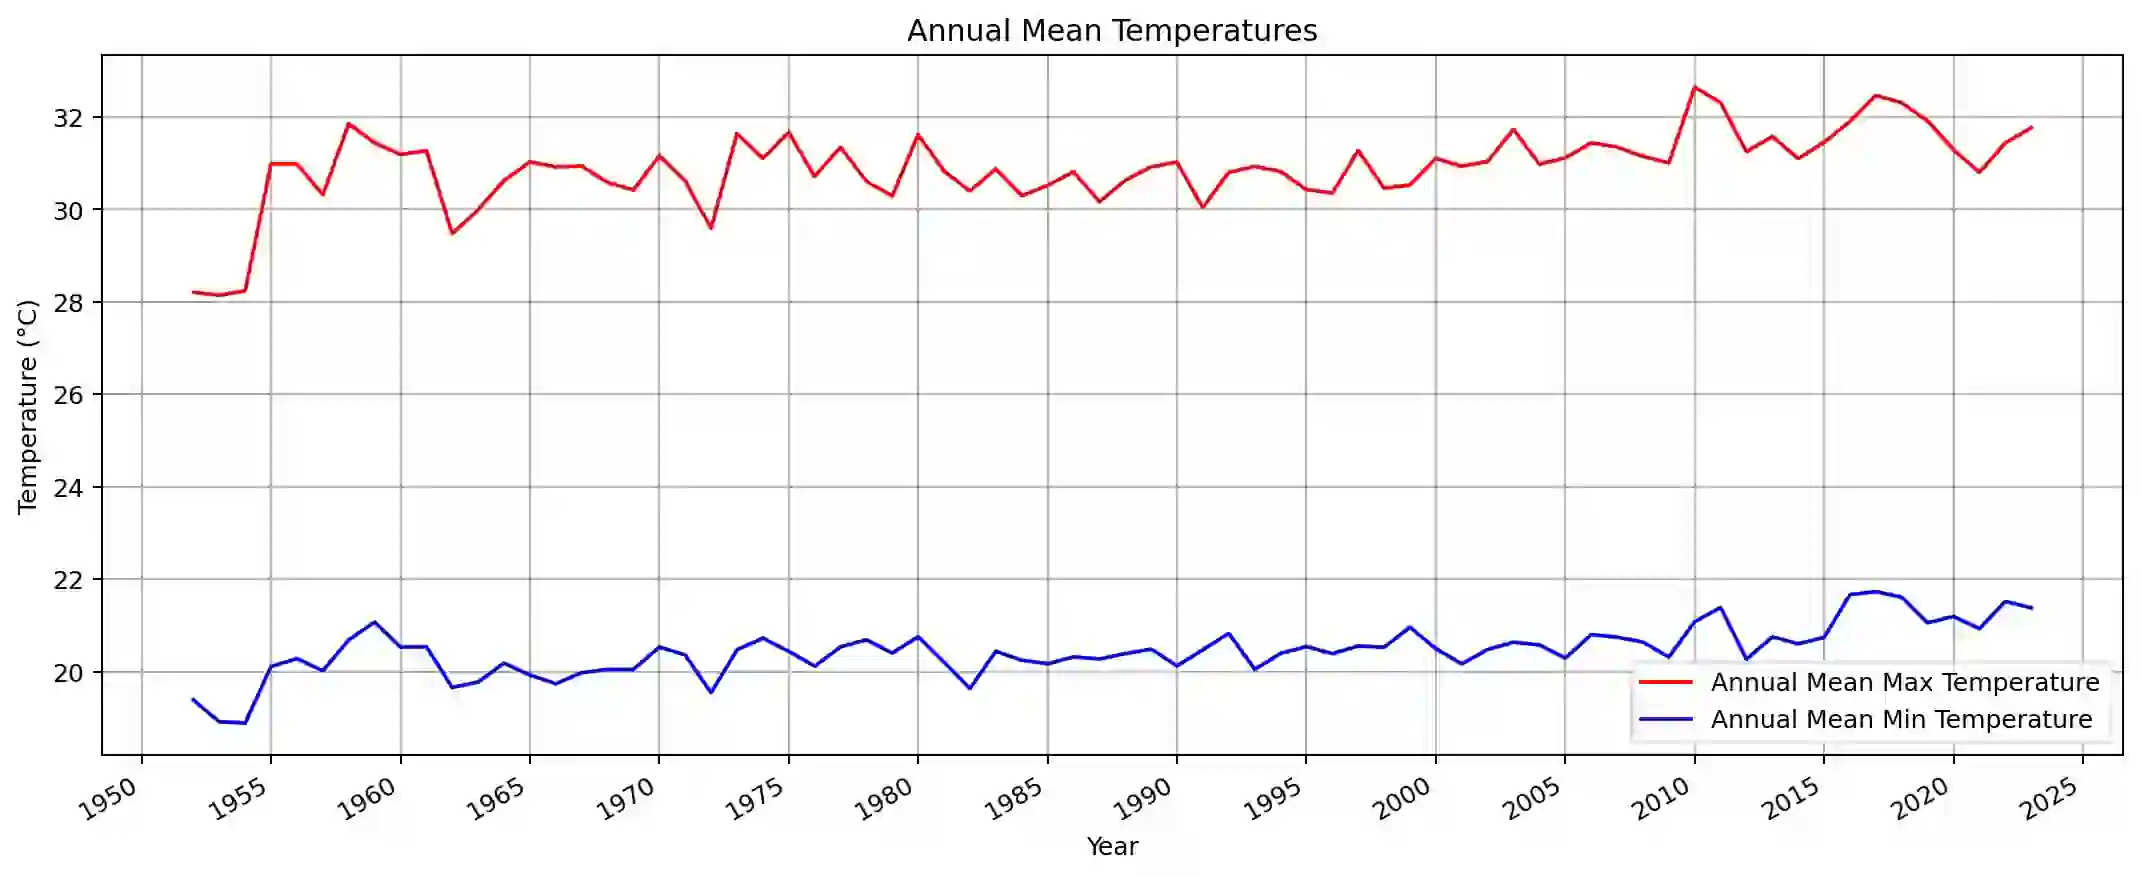 Annual Mean Temperatures
Temperature (°C)
32
30
28
26
24
22
20
Annual Mean Max Temperature
Annual Mean Min Temperature
1950 1955 1960 1965 1970 1975 1980 1985 1990 1995 2000 2005 2010 2015 2020 2025
Year